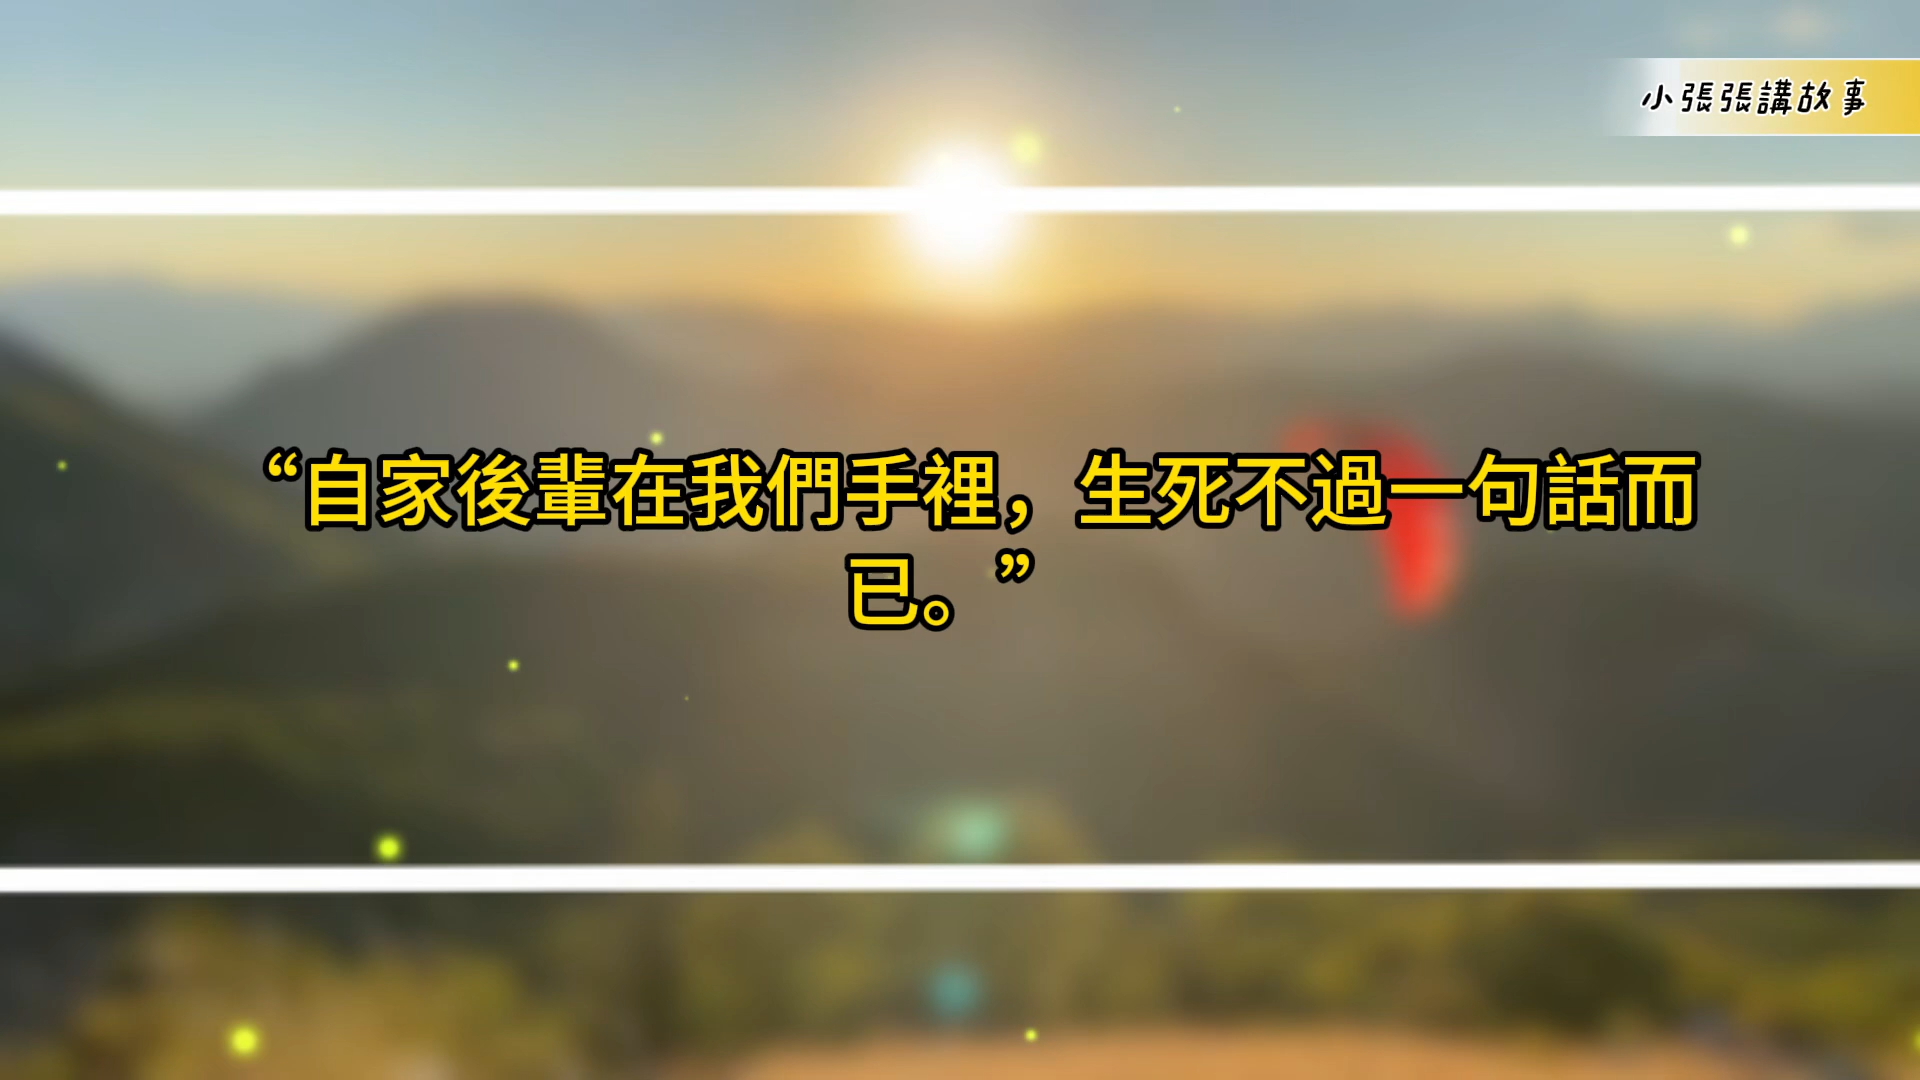 小張張講故事
“自家後輩在我們手裡，生死不過一句話而
已。”